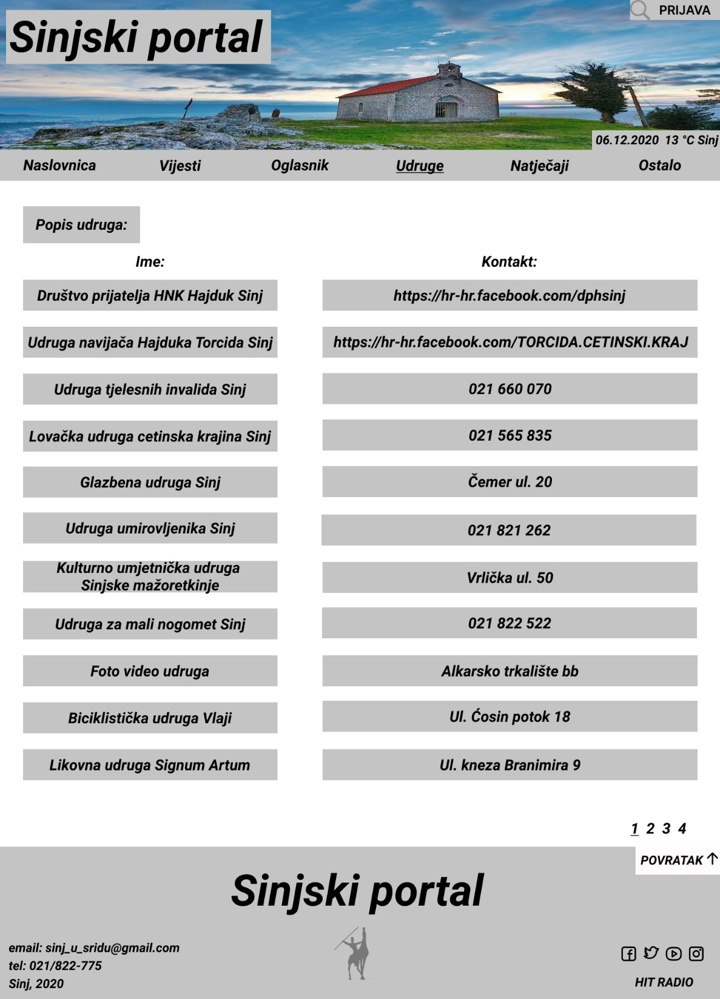 Sinjski portal
PRIJAVA
06.12.2020 13 °C Sinj
Naslovnica Vijesti Oglasnik Udruge Natječaji Ostalo
Popis udruga:
Ime: Kontakt:
Društvo prijatelja HNK Hajduk Sinj https://hr-hr.facebook.com/dphsinj
Udruga navijača Hajduka Torcida Sinj https://hr-hr.facebook.com/TORCIDA.CETINSKI.KRAJ
Udruga tjelesnih invalida Sinj 021 660 070
Lovačka udruga cetinska krajina Sinj 021 565 835
Glazbena udruga Sinj Čemer ul. 20
Udruga umirovljenika Sinj 021 821 262
Kulturno umjetnička udruga
Sinjske mažoretkinje Vrlička ul. 50
Udruga za mali nogomet Sinj 021 822 522
Foto video udruga Alkarsko trkalište bb
Biciklistička udruga Vlaji Ul. Ćosin potok 18
Likovna udruga Signum Artum Ul. kneza Branimira 9
1 2 3 4
POVRATAK ↑
Sinjski portal
email: sinj_u_sridu@gmail.com
tel: 021/822-775
Sinj, 2020
HIT RADIO